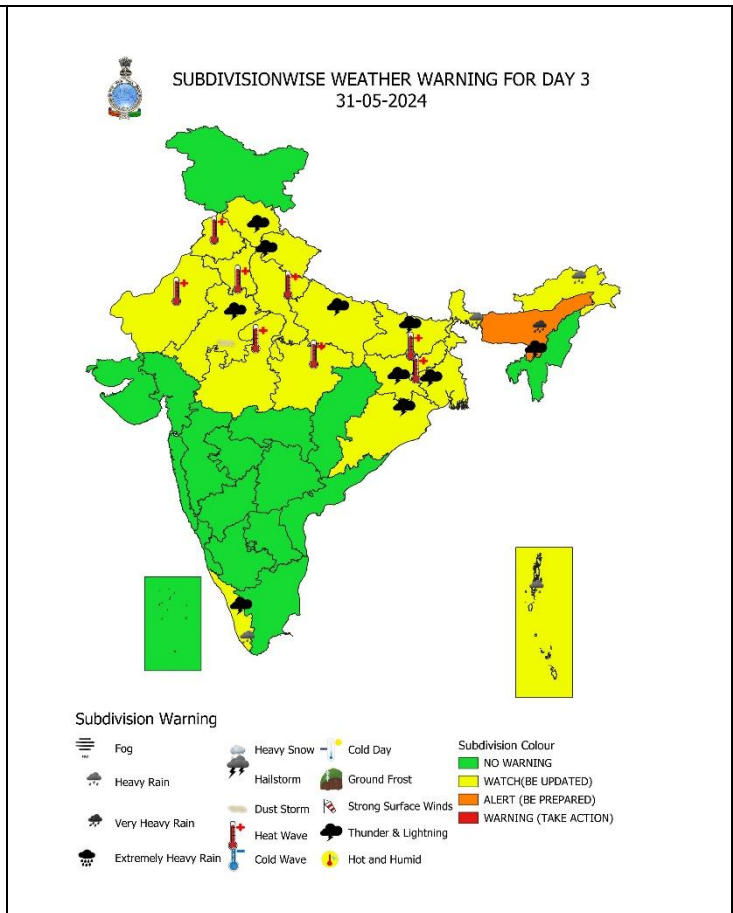 SUBDIVISIONWISE WEATHER WARNING FOR DAY 3
31-05-2024
Subdivision Warning
Fog
Heavy Rain
Very Heavy Rain
Extremely Heavy Rain
Heavy Snow
Hailstorm
Dust Storm
Heat Wave
Cold Wave
Cold Day
Ground Frost
Strong Surface Winds
Thunder & Lightning
Hot and Humid
Subdivision Colour
NO WARNING
WATCH(BE UPDATED)
ALERT (BE PREPARED)
WARNING (TAKE ACTION)